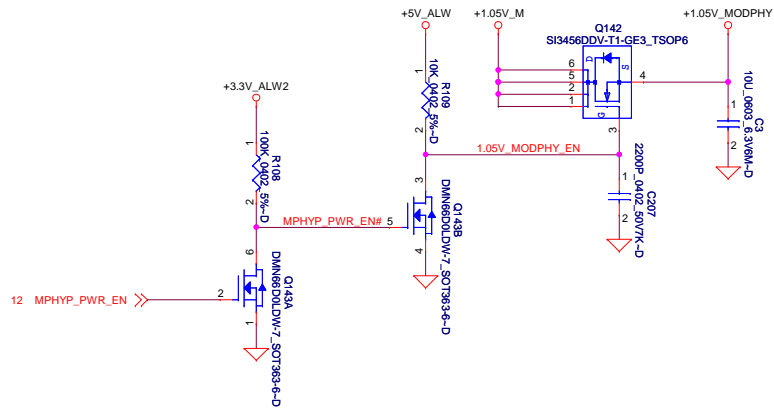 +5V_ALW
+1.05V_M
Q142
SI3456DDV-T1-GE3_TSOP6
+1.05V_MODPHY
6
5
2
1
D
S
G
4
3
1
10K_0402_5%~D
R109
2
1
10U_0603_6.3V6M~D
C3
2
+3.3V_ALW2
1
100K_0402_5%~D
R108
2
1.05V_MODPHY_EN
1
2200P_0402_50V7K~D
C207
2
MPHYP_PWR_EN#
5
3
Q143B
DMN66D0LDW-7_SOT363-6~D
4
12 MPHYP_PWR_EN
2
6
Q143A
DMN66D0LDW-7_SOT363-6~D
1